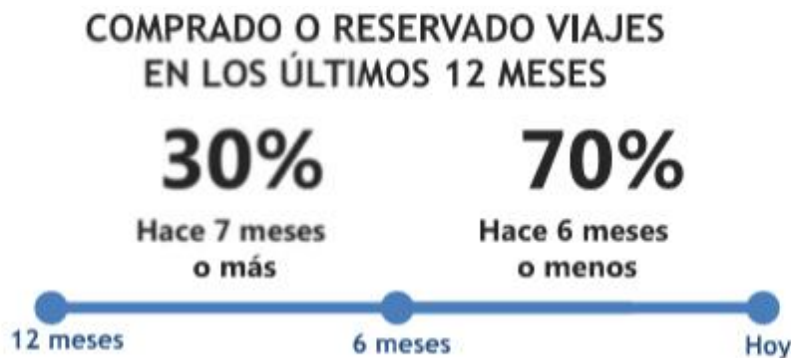 COMPRADO O RESERVADO VIAJES
EN LOS ÚLTIMOS 12 MESES
30%
70%
Hace 7 meses
o más
Hace 6 meses
o menos
12 meses
6 meses
Hoy